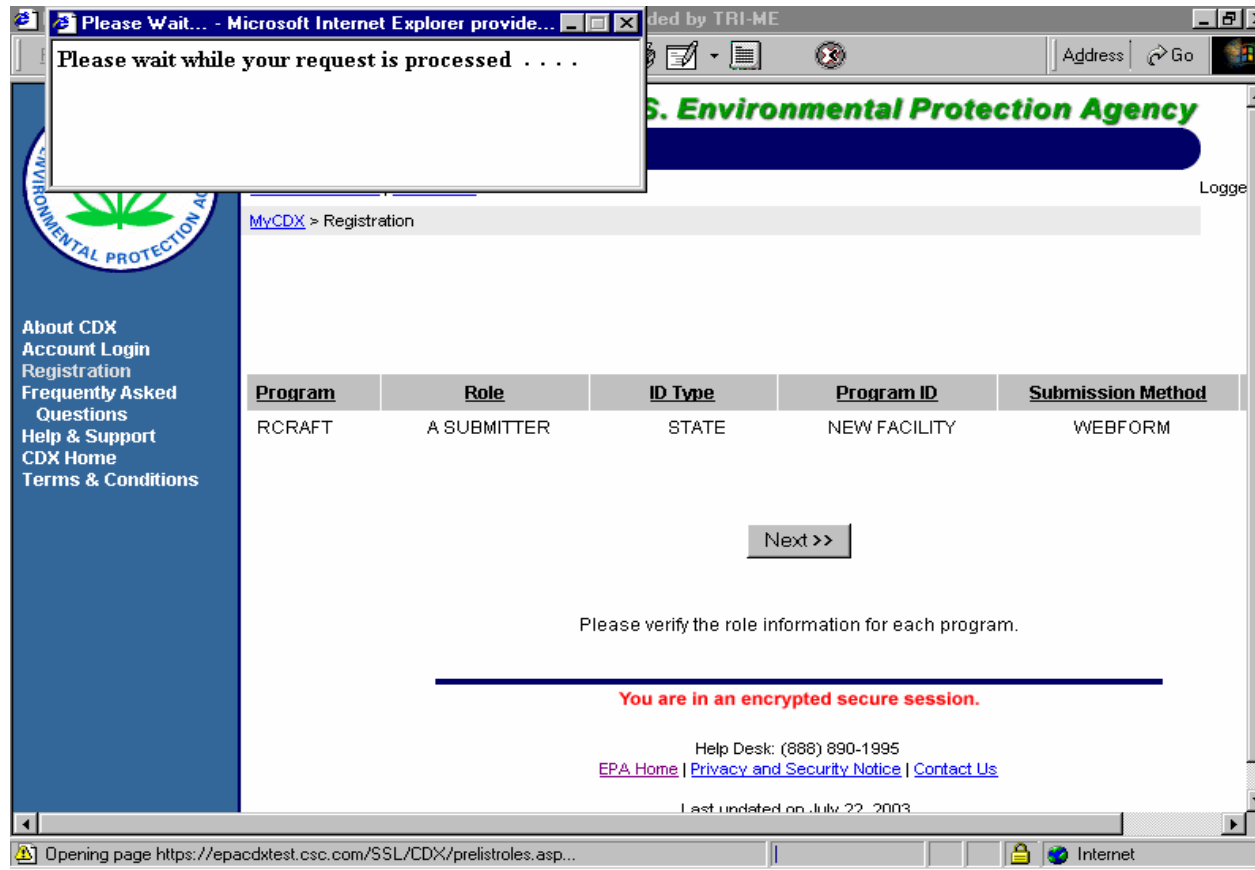 Please Wait... - Microsoft Internet Explorer provide...
ded by TRI-ME
Please wait while your request is processed . . . .
Address Go
S. Environmental Protection Agency
Logge
MyCDX > Registration
ENVIRONMENTAL PROTECTION AG
About CDX
Account Login
Registration
Frequently Asked
Questions
Help & Support
CDX Home
Terms & Conditions
Program Role ID Type Program ID Submission Method
RCRAFT A SUBMITTER STATE NEW FACILITY WEBFORM
Next >>
Please verify the role information for each program.
You are in an encrypted secure session.
Help Desk: (888) 890-1995
EPA Home | Privacy and Security Notice | Contact Us
Last updated on July 22, 2003
Opening page https://epacdxtest.csc.com/SSL/CDX/prelistroles.asp...
Internet